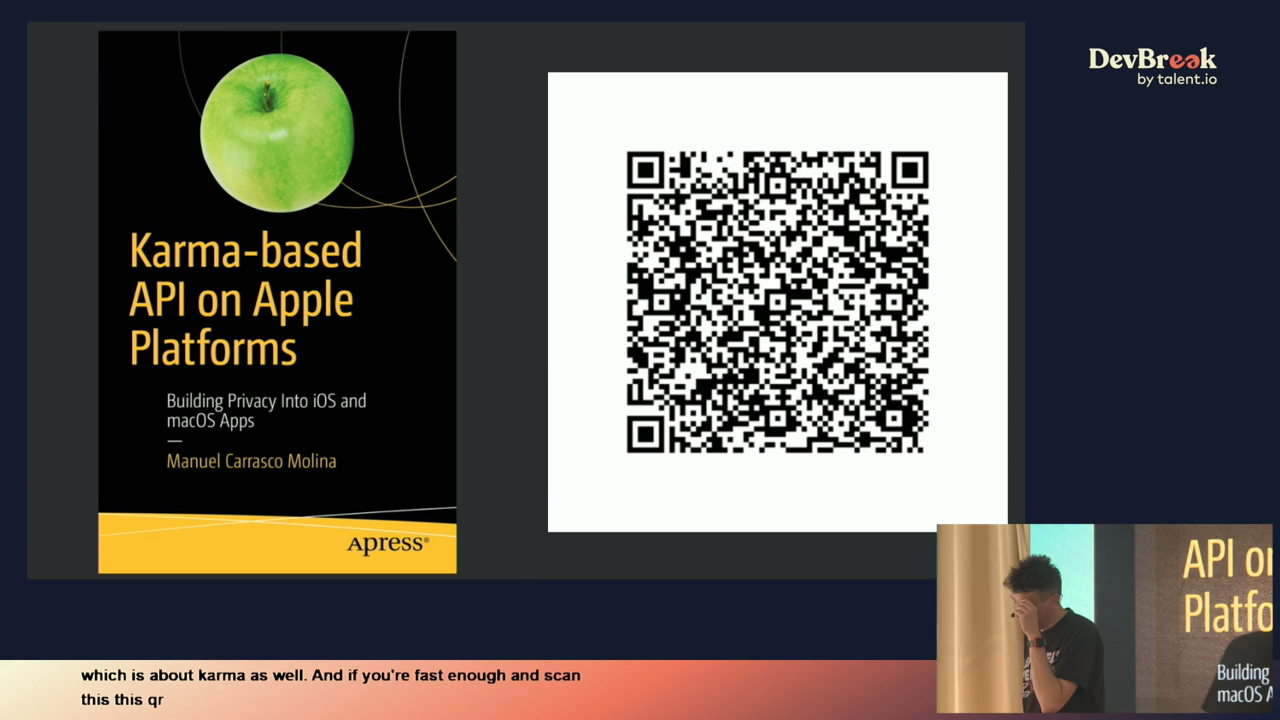 DevBreak
by talent.io
Karma-based
API on Apple
Platforms
Building Privacy Into iOS and
macOS Apps
—
Manuel Carrasco Molina
Apress®
API on
Platfo
Building
macOS A
which is about karma as well. And if you're fast enough and scan
this this qr